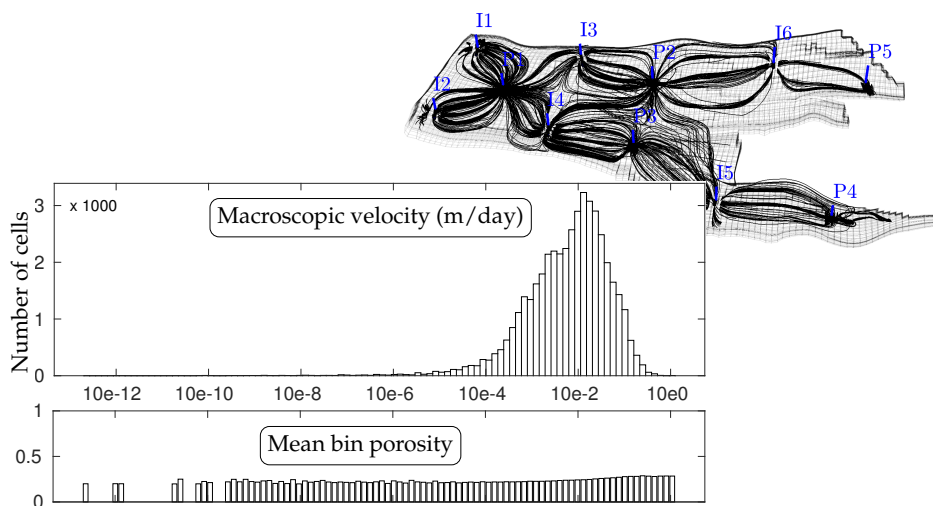 I1
I3
I6
P1
P2
P5
I2
I4
P3
I5
P4
x 1000
Macroscopic velocity (m/day)
Number of cells
3
2
1
0
10e-12
10e-10
10e-8
10e-6
10e-4
10e-2
10e0
Mean bin porosity
1
0.5
0